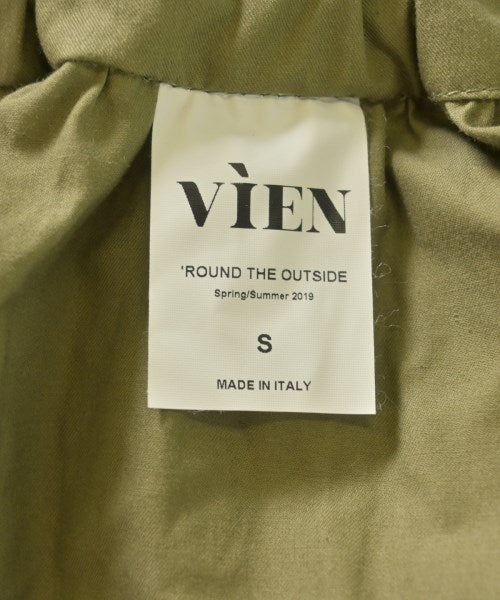 VÌEN
'ROUND THE OUTSIDE
Spring/Summer 2019
S
MADE IN ITALY